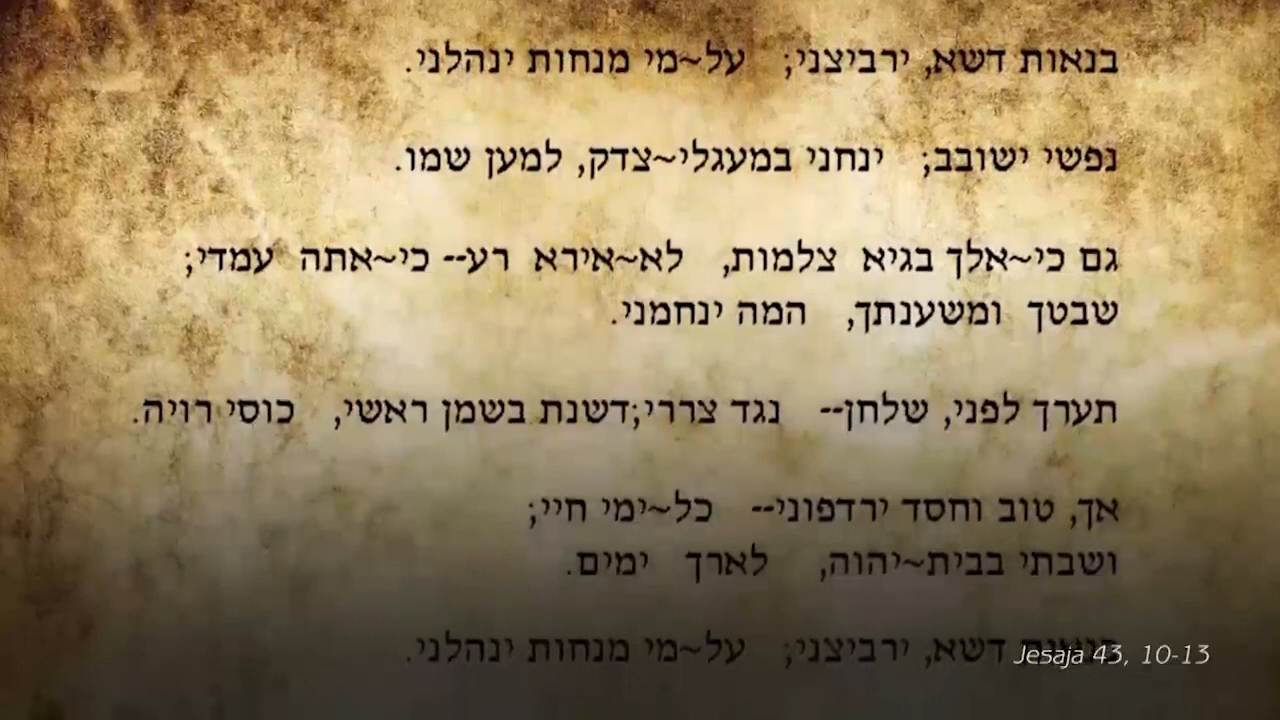 בנאות דשא, ירביצני; על~מי מנחות ינהלני.
נפשי ישובב; ינחני במעגלי~צדק, למען שמו.
גם כי~אלך בגיא צלמות, לא~אירא רע-- כי~אתה עמדי;
שבטך ומשענתך, המה ינחמני.
תערך לפני, שלחן-- נגד צררי;דשנת בשמן ראשי, כוסי רויה.
אך, טוב וחסד ירדפוני-- כל~ימי חיי;
ושבתי בבית~יהוה, לארך ימים.
דשא, ירביצני; על~מי מנחות ינהלני.
Jesaja 43, 10-13